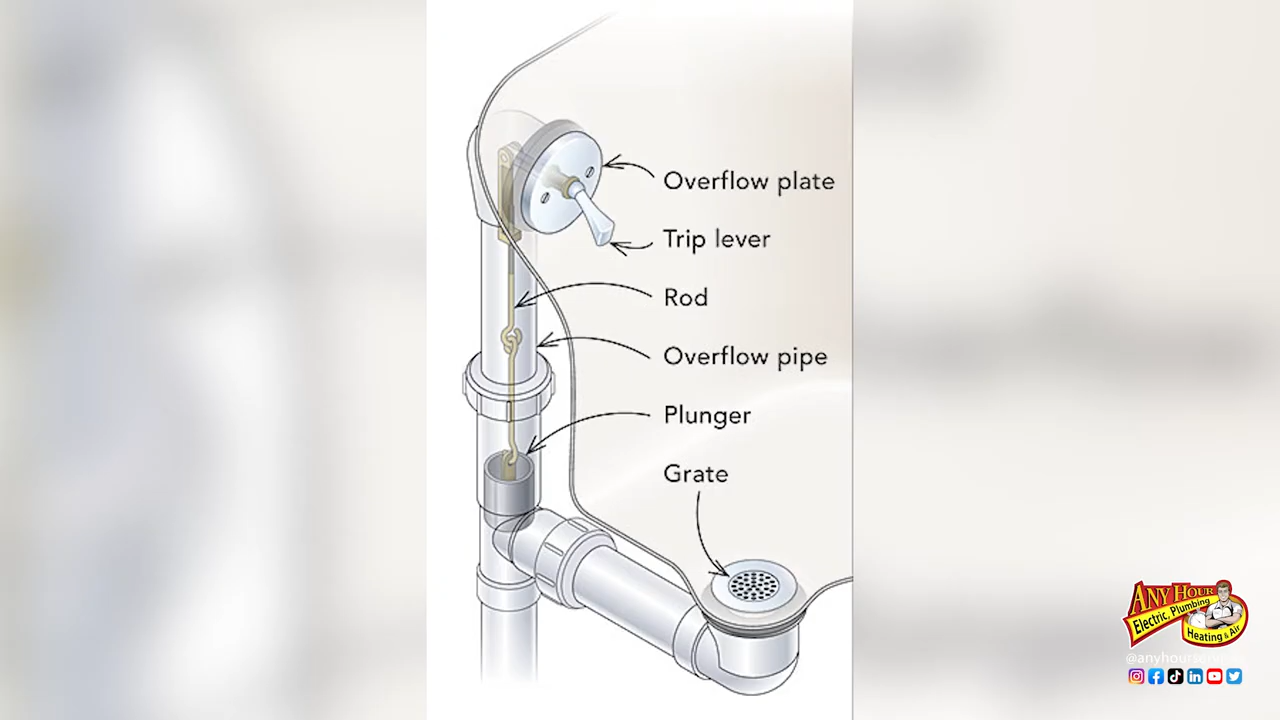 Overflow plate
Trip lever
Rod
Overflow pipe
Plunger
Grate
ANY HOUR
Electric, Plumbing
Heating & Air